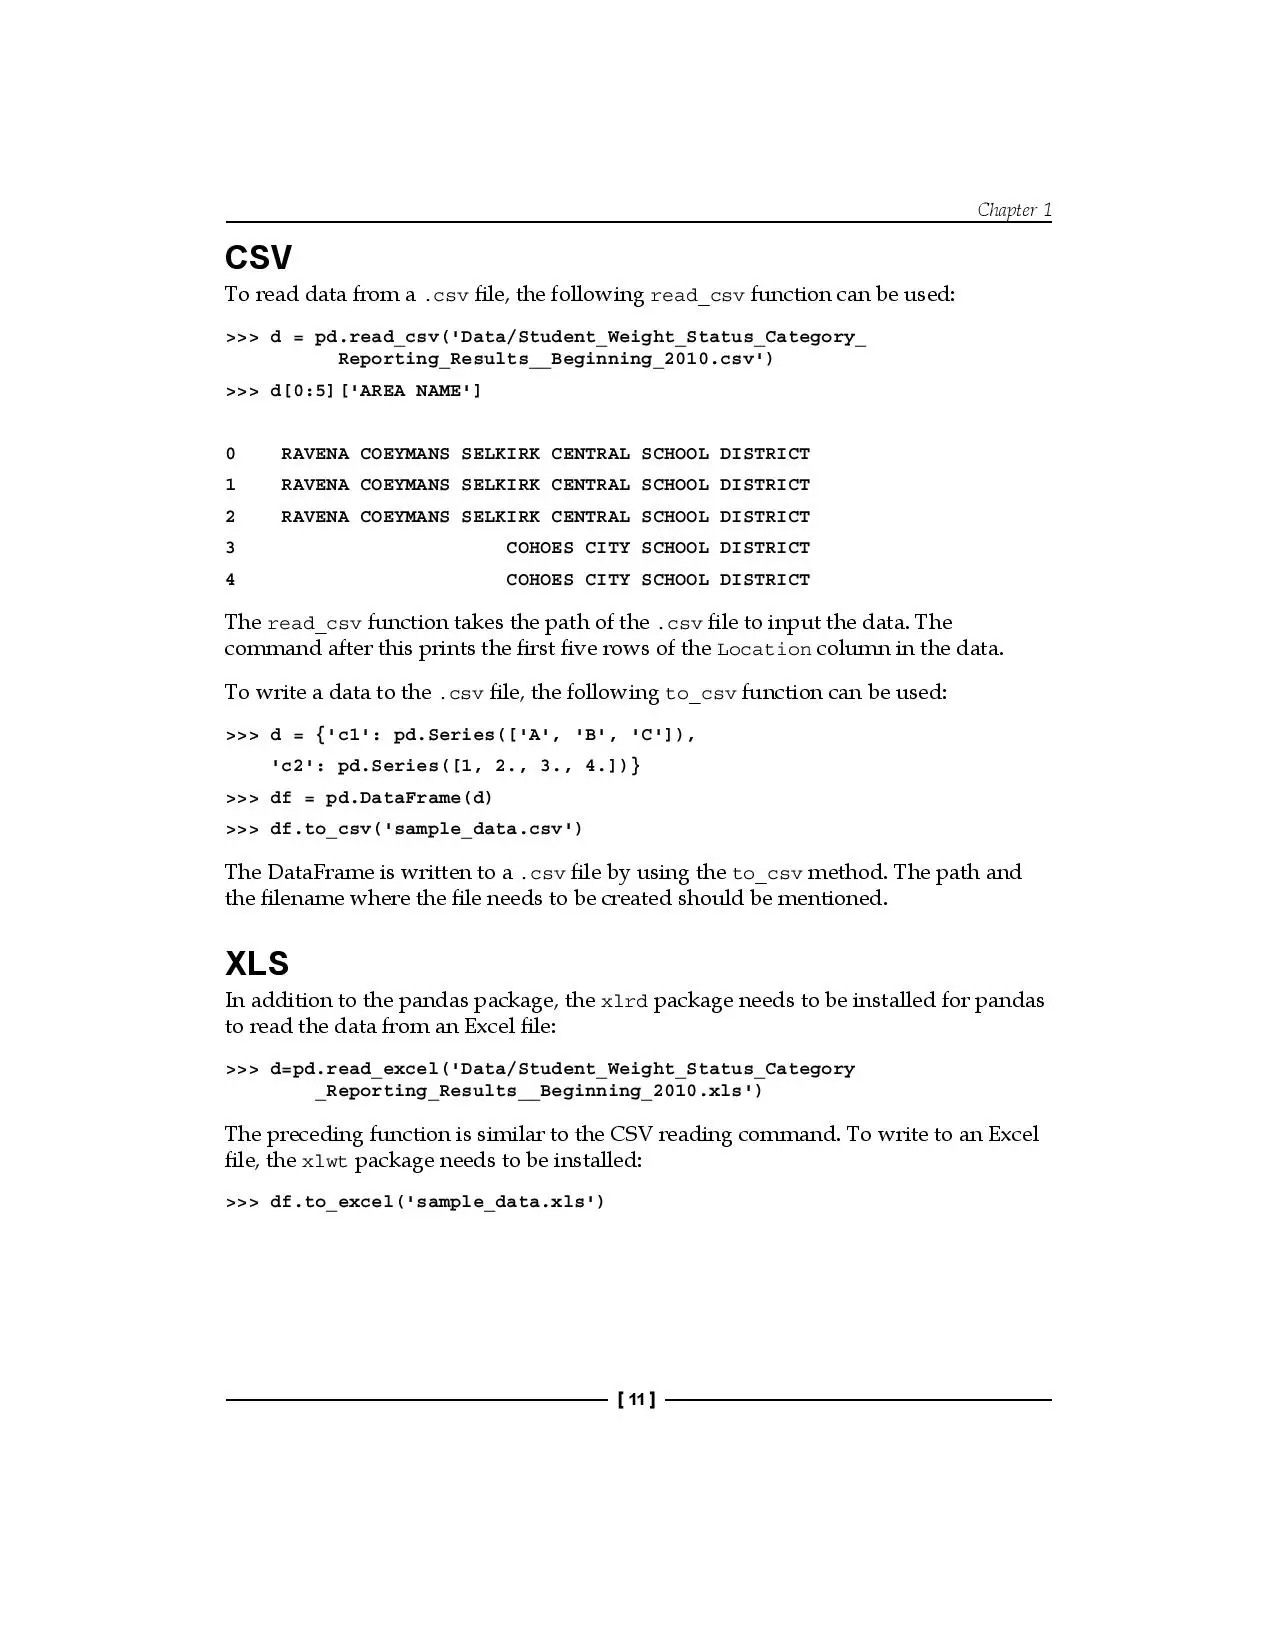 Chapter 1
CSV
To read data from a .csv file, the following read_csv function can be used:
>>> d = pd.read_csv('Data/Student_Weight_Status_Category_
Reporting_Results__Beginning_2010.csv')
>>> d[0:5]['AREA NAME']
0    RAVENA COEYMANS SELKIRK CENTRAL SCHOOL DISTRICT
1    RAVENA COEYMANS SELKIRK CENTRAL SCHOOL DISTRICT
2    RAVENA COEYMANS SELKIRK CENTRAL SCHOOL DISTRICT
3                        COHOES CITY SCHOOL DISTRICT
4                        COHOES CITY SCHOOL DISTRICT
The read_csv function takes the path of the .csv file to input the data. The
command after this prints the first five rows of the Location column in the data.
To write a data to the .csv file, the following to_csv function can be used:
>>> d = {'c1': pd.Series(['A', 'B', 'C']),
'c2': pd.Series([1, 2., 3., 4.])}
>>> df = pd.DataFrame(d)
>>> df.to_csv('sample_data.csv')
The DataFrame is written to a .csv file by using the to_csv method. The path and
the filename where the file needs to be created should be mentioned.
XLS
In addition to the pandas package, the xlrd package needs to be installed for pandas
to read the data from an Excel file:
>>> d=pd.read_excel('Data/Student_Weight_Status_Category
_Reporting_Results__Beginning_2010.xls')
The preceding function is similar to the CSV reading command. To write to an Excel
file, the xlwt package needs to be installed:
>>> df.to_excel('sample_data.xls')
[ 11 ]